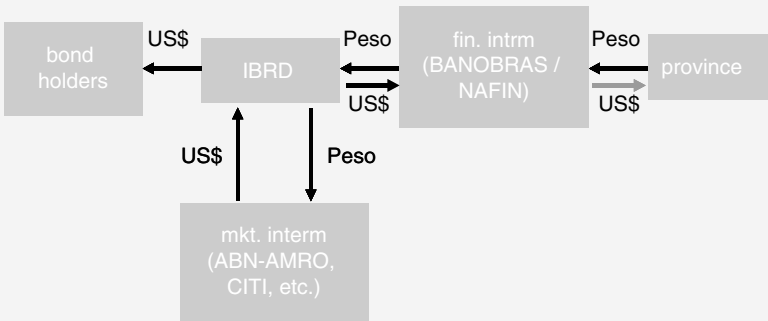 bond
holders
US$
IBRD
Peso
US$
fin. intrm
(BANOBRAS /
NAFIN)
Peso
US$
province
US$
Peso
mkt. interm
(ABN-AMRO,
CITI, etc.)